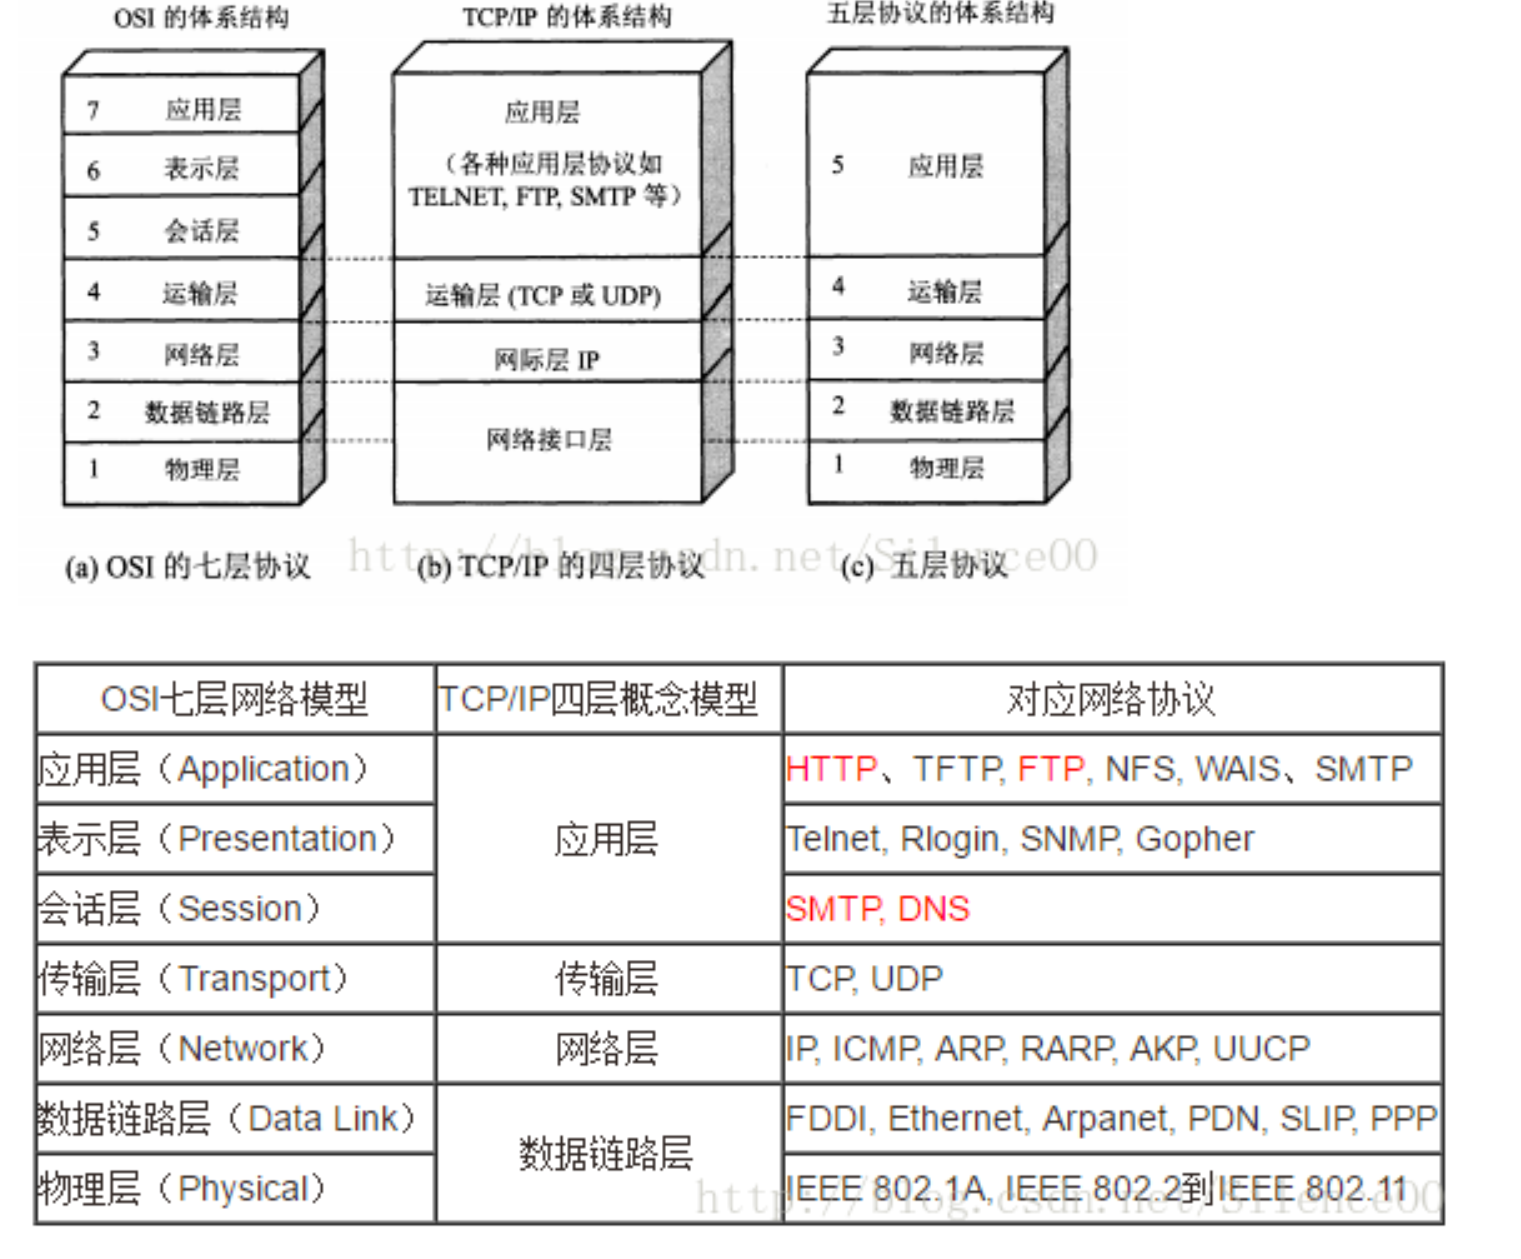 OSI 的体系结构
TCP/IP 的体系结构
五层协议的体系结构
7 应用层
6 表示层
5 会话层
4 运输层
3 网络层
2 数据链路层
1 物理层
应用层
（各种应用层协议如
TELNET, FTP, SMTP 等）
运输层 (TCP 或 UDP)
网际层 IP
网络接口层
5 应用层
4 运输层
3 网络层
2 数据链路层
1 物理层
(a) OSI 的七层协议
(b) TCP/IP 的四层协议
(c) 五层协议
http://blog.csdn.net/Silence00
OSI七层网络模型 TCP/IP四层概念模型 对应网络协议
应用层（Application） HTTP、TFTP, FTP, NFS, WAIS、SMTP
表示层（Presentation） 应用层 Telnet, Rlogin, SNMP, Gopher
会话层（Session） SMTP, DNS
传输层（Transport） 传输层 TCP, UDP
网络层（Network） 网络层 IP, ICMP, ARP, RARP, AKP, UUCP
数据链路层（Data Link） FDDI, Ethernet, Arpanet, PDN, SLIP, PPP
数据链路层
物理层（Physical） IEEE 802.1A, IEEE 802.2到IEEE 802.11
http://blog.csdn.net/Silence00